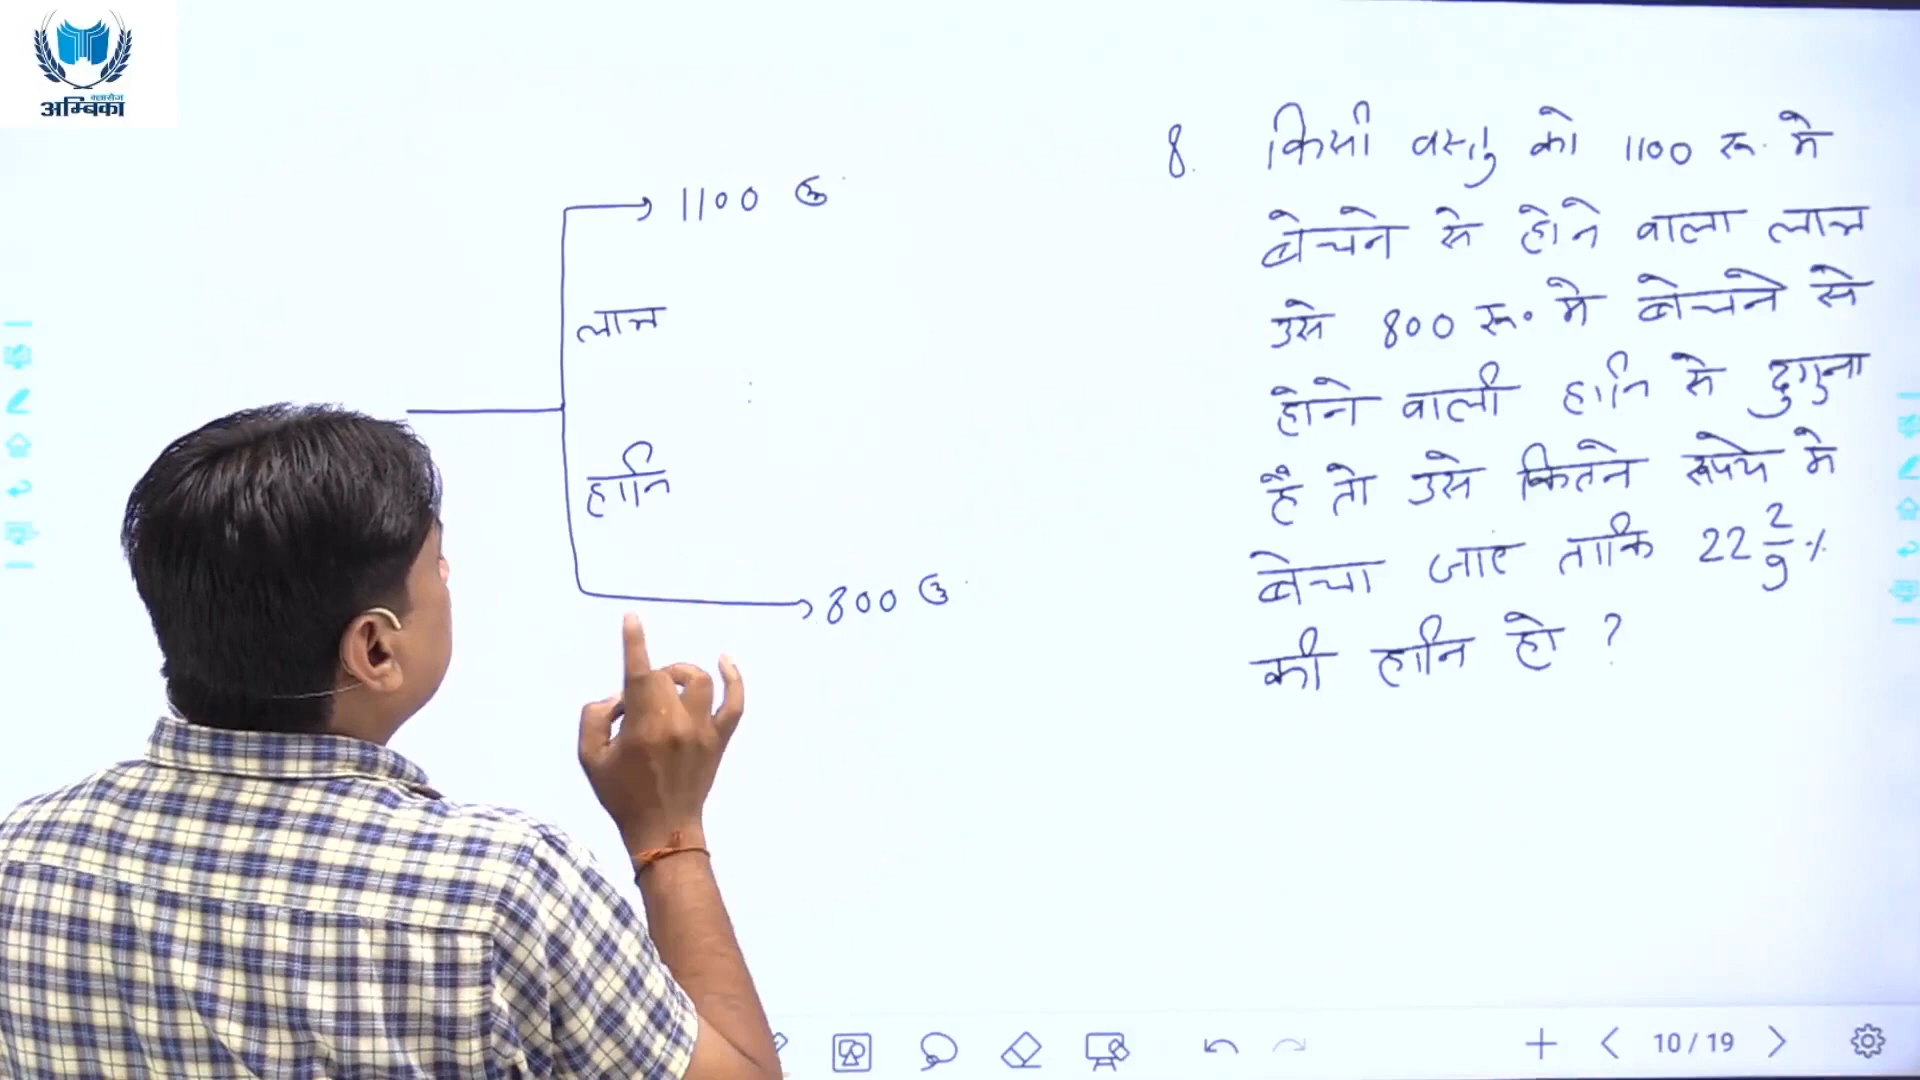 क्लासेज
अम्बिका
1100 रु
लाभ
हानि
800 रु
8. किसी वस्तु को 1100 रू. मे
बेचने से होने वाला लाभ
उसे 800 रू. मे बेचने से
होने वाली हानि से दुगुना
है तो उसे कितने रूपये मे
बेचा जाए ताकि 22 2/9 %
की हानि हो ?
10/19